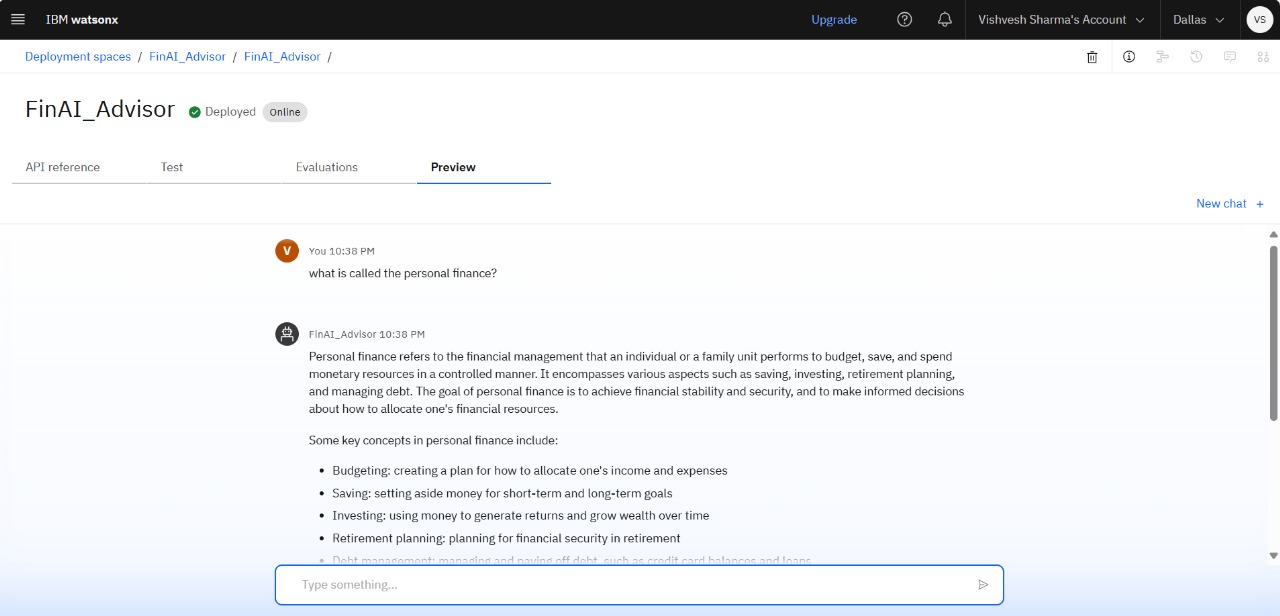 IBM watsonx
Upgrade
Vishvesh Sharma's Account
Dallas
VS
Deployment spaces / FinAI_Advisor / FinAI_Advisor /
FinAI_Advisor
Deployed
Online
API reference
Test
Evaluations
Preview
New chat +
V
You 10:38 PM
what is called the personal finance?
FinAI_Advisor 10:38 PM
Personal finance refers to the financial management that an individual or a family unit performs to budget, save, and spend
monetary resources in a controlled manner. It encompasses various aspects such as saving, investing, retirement planning,
and managing debt. The goal of personal finance is to achieve financial stability and security, and to make informed decisions
about how to allocate one's financial resources.
Some key concepts in personal finance include:
• Budgeting: creating a plan for how to allocate one's income and expenses
• Saving: setting aside money for short-term and long-term goals
• Investing: using money to generate returns and grow wealth over time
• Retirement planning: planning for financial security in retirement
• Debt management: managing and paying off debt, such as credit card balances and loans
Type something...